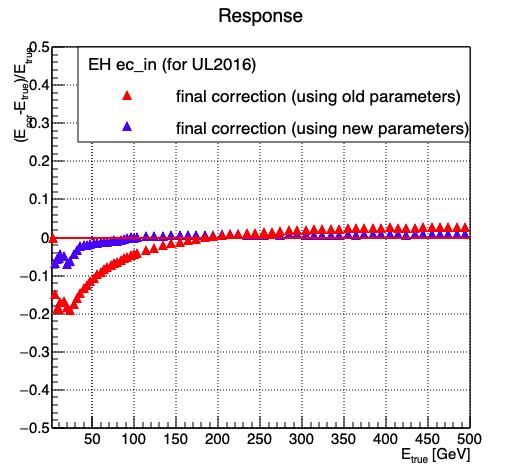 Response
(E_cor-E_true)/E_true
EH ec_in (for UL2016)
final correction (using old parameters)
final correction (using new parameters)
0.5
0.4
0.3
0.2
0.1
0
−0.1
−0.2
−0.3
−0.4
−0.5
50 100 150 200 250 300 350 400 450 500
E_true [GeV]